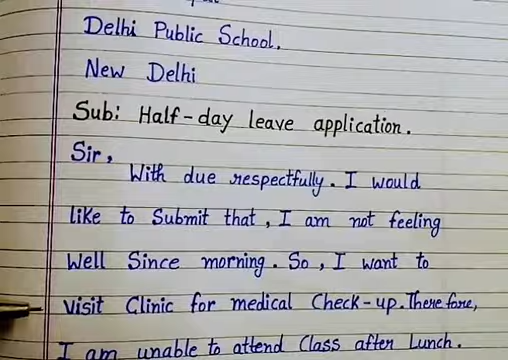 Delhi Public School.
New Delhi
Sub: Half-day leave application.
Sir,
With due respectfully. I would
like to Submit that, I am not feeling
Well Since morning. So, I want to
visit Clinic for medical Check-up. There fore,
I am unable to attend Class after Lunch.